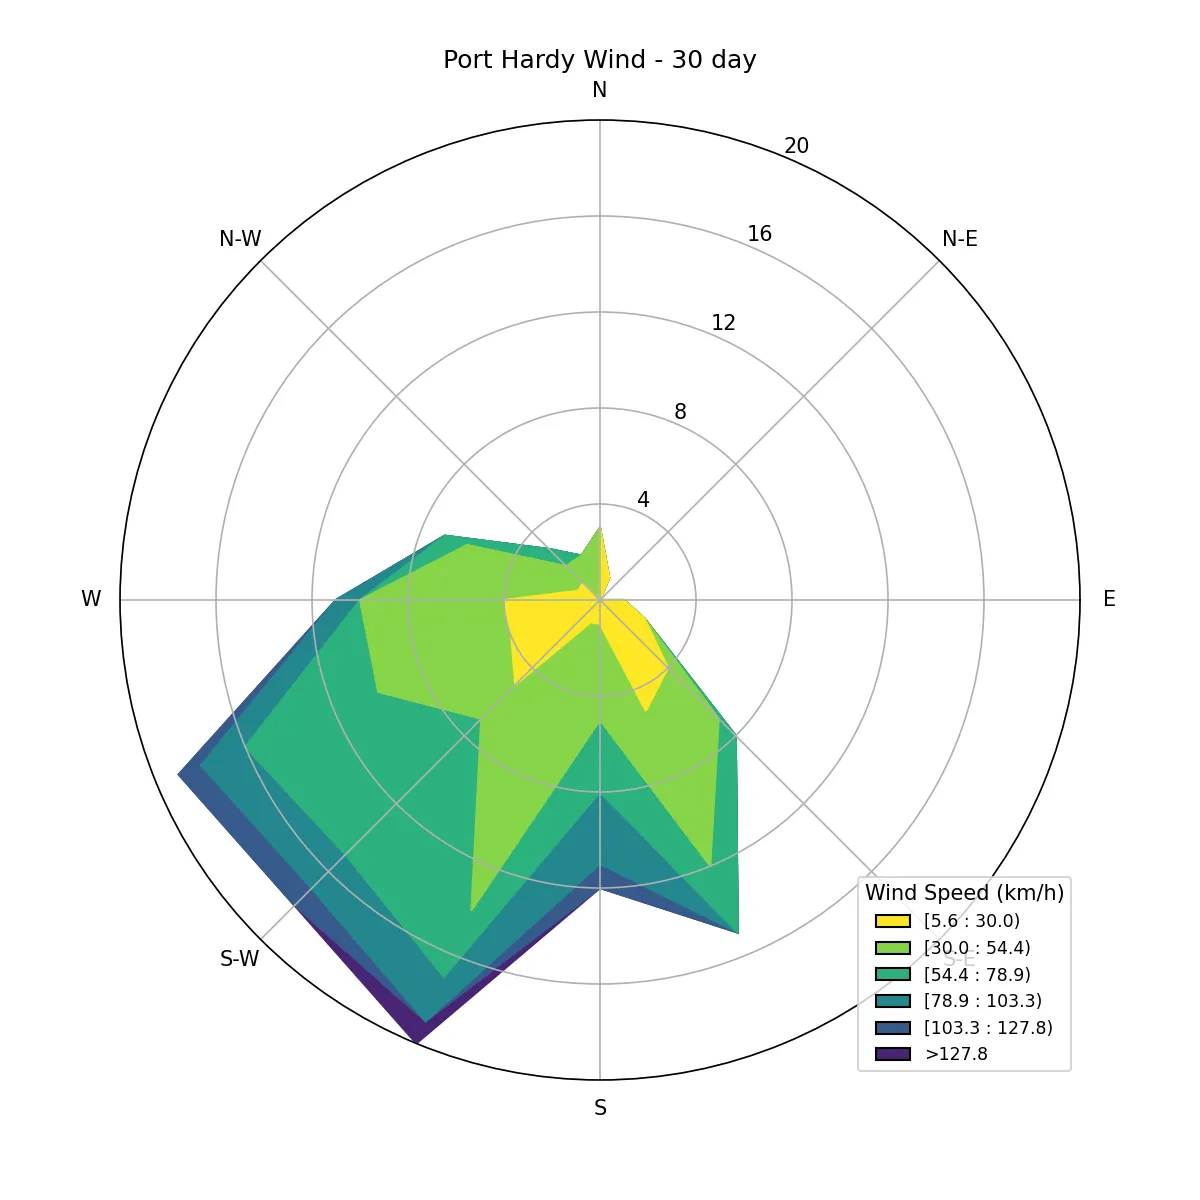 Port Hardy Wind - 30 day
N
20
N-W
N-E
16
12
8
4
W
E
Wind Speed (km/h)
[5.6 : 30.0)
[30.0 : 54.4)
S-W
S-E
[54.4 : 78.9)
[78.9 : 103.3)
[103.3 : 127.8)
>127.8
S